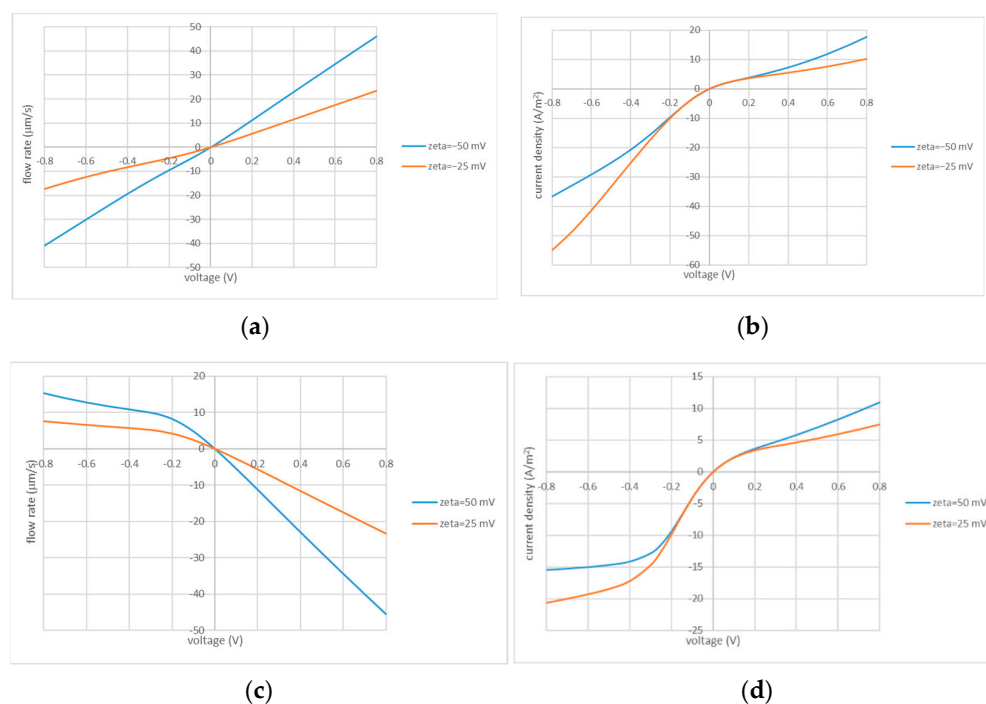 50
40
30
20
10
0
-10
-20
-30
-40
-50
-0.8 -0.6 -0.4 -0.2 0 0.2 0.4 0.6 0.8
flow rate (μm/s)
voltage (V)
zeta=-50 mV
zeta=-25 mV
(a)
20
10
0
-10
-20
-30
-40
-50
-60
-0.8 -0.6 -0.4 -0.2 0 0.2 0.4 0.6 0.8
current density (A/m²)
voltage (V)
zeta=-50 mV
zeta=-25 mV
(b)
20
10
0
-10
-20
-30
-40
-50
-0.8 -0.6 -0.4 -0.2 0 0.2 0.4 0.6 0.8
flow rate (μm/s)
voltage (V)
zeta=50 mV
zeta=25 mV
(c)
15
10
5
0
-5
-10
-15
-20
-25
-0.8 -0.6 -0.4 -0.2 0 0.2 0.4 0.6 0.8
current density (A/m²)
voltage (V)
zeta=50 mV
zeta=25 mV
(d)